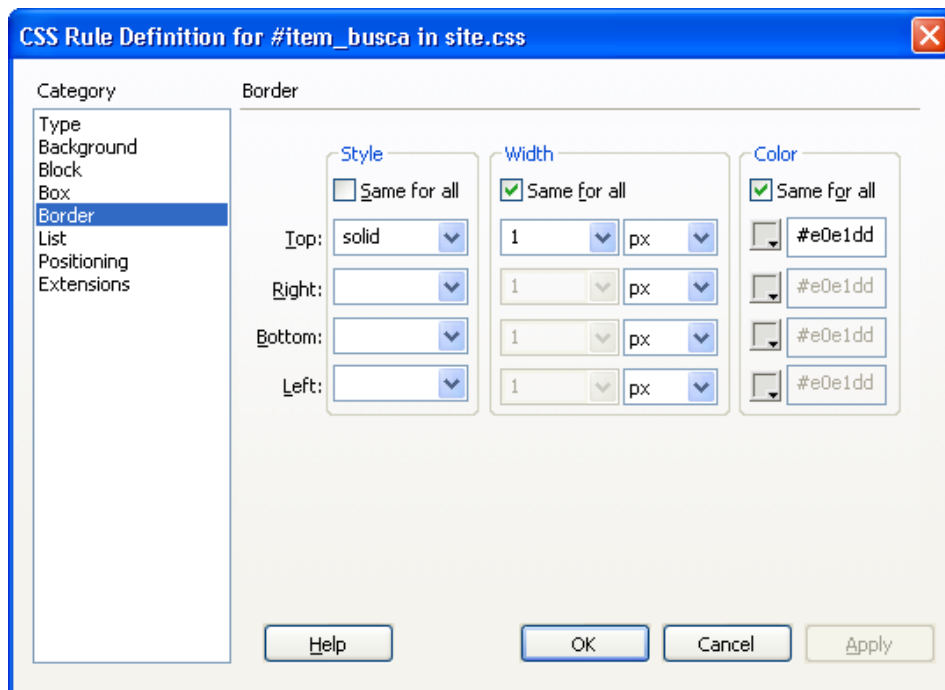 CSS Rule Definition for #item_busca in site.css
Category
Border
Type
Background
Block
Box
Border
List
Positioning
Extensions
Style Width Color
Same for all Same for all Same for all
Top: solid 1 px #e0e1dd
Right: 1 px #e0e1dd
Bottom: 1 px #e0e1dd
Left: 1 px #e0e1dd
Help OK Cancel Apply